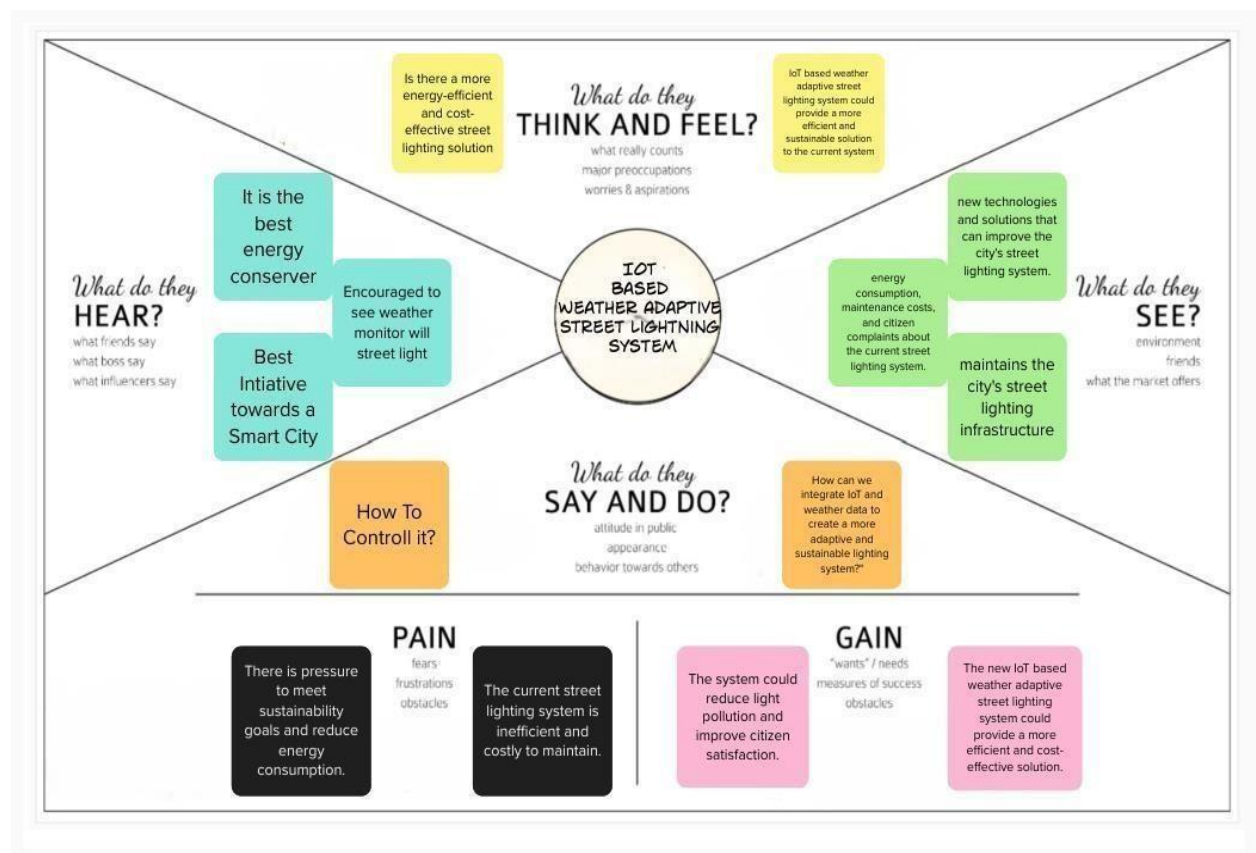 Is there a more
energy-efficient
and cost-
effective street
lighting solution
What do they
THINK AND FEEL?
what really counts
major preoccupations
worries & aspirations
IoT based weather
adaptive street
lighting system could
provide a more
efficient and
sustainable solution
to the current system
It is the
best
energy
conserver
Encouraged to
see weather
monitor will
street light
Best
Intiative
towards a
Smart City
What do they
HEAR?
what friends say
what boss say
what influencers say
IOT
BASED
WEATHER ADAPTIVE
STREET LIGHTNING
SYSTEM
new technologies
and solutions that
can improve the
city's street
lighting system.
energy
consumption,
maintenance costs,
and citizen
complaints about
the current street
lighting system.
maintains the
city's street
lighting
infrastructure
What do they
SEE?
environment
friends
what the market offers
How To
Controll it?
What do they
SAY AND DO?
attitude in public
appearance
behavior towards others
How can we
integrate IoT and
weather data to
create a more
adaptive and
sustainable lighting
system?"
PAIN
fears
frustrations
obstacles
There is pressure
to meet
sustainability
goals and reduce
energy
consumption.
The current street
lighting system is
inefficient and
costly to maintain.
GAIN
"wants" / needs
measures of success
obstacles
The system could
reduce light
pollution and
improve citizen
satisfaction.
The new IoT based
weather adaptive
street lighting
system could
provide a more
efficient and cost-
effective solution.